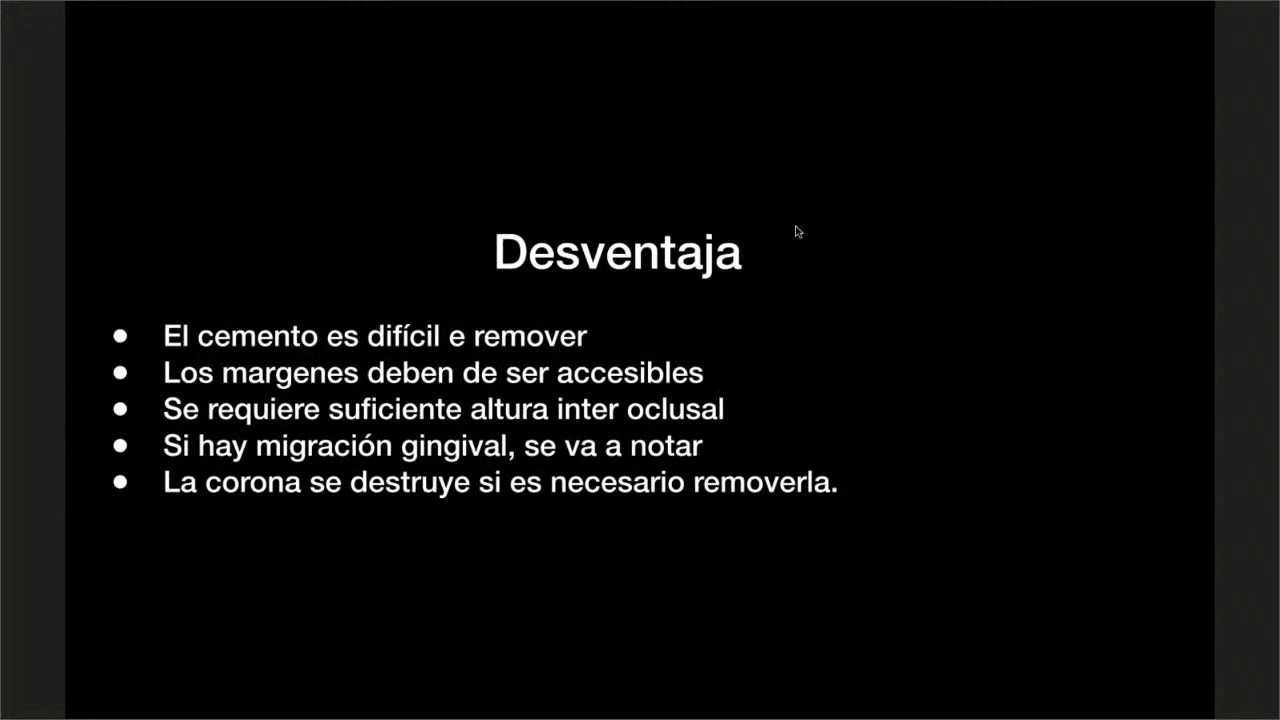 Desventaja
● El cemento es difícil e remover
● Los margenes deben de ser accesibles
● Se requiere suficiente altura inter oclusal
● Si hay migración gingival, se va a notar
● La corona se destruye si es necesario removerla.